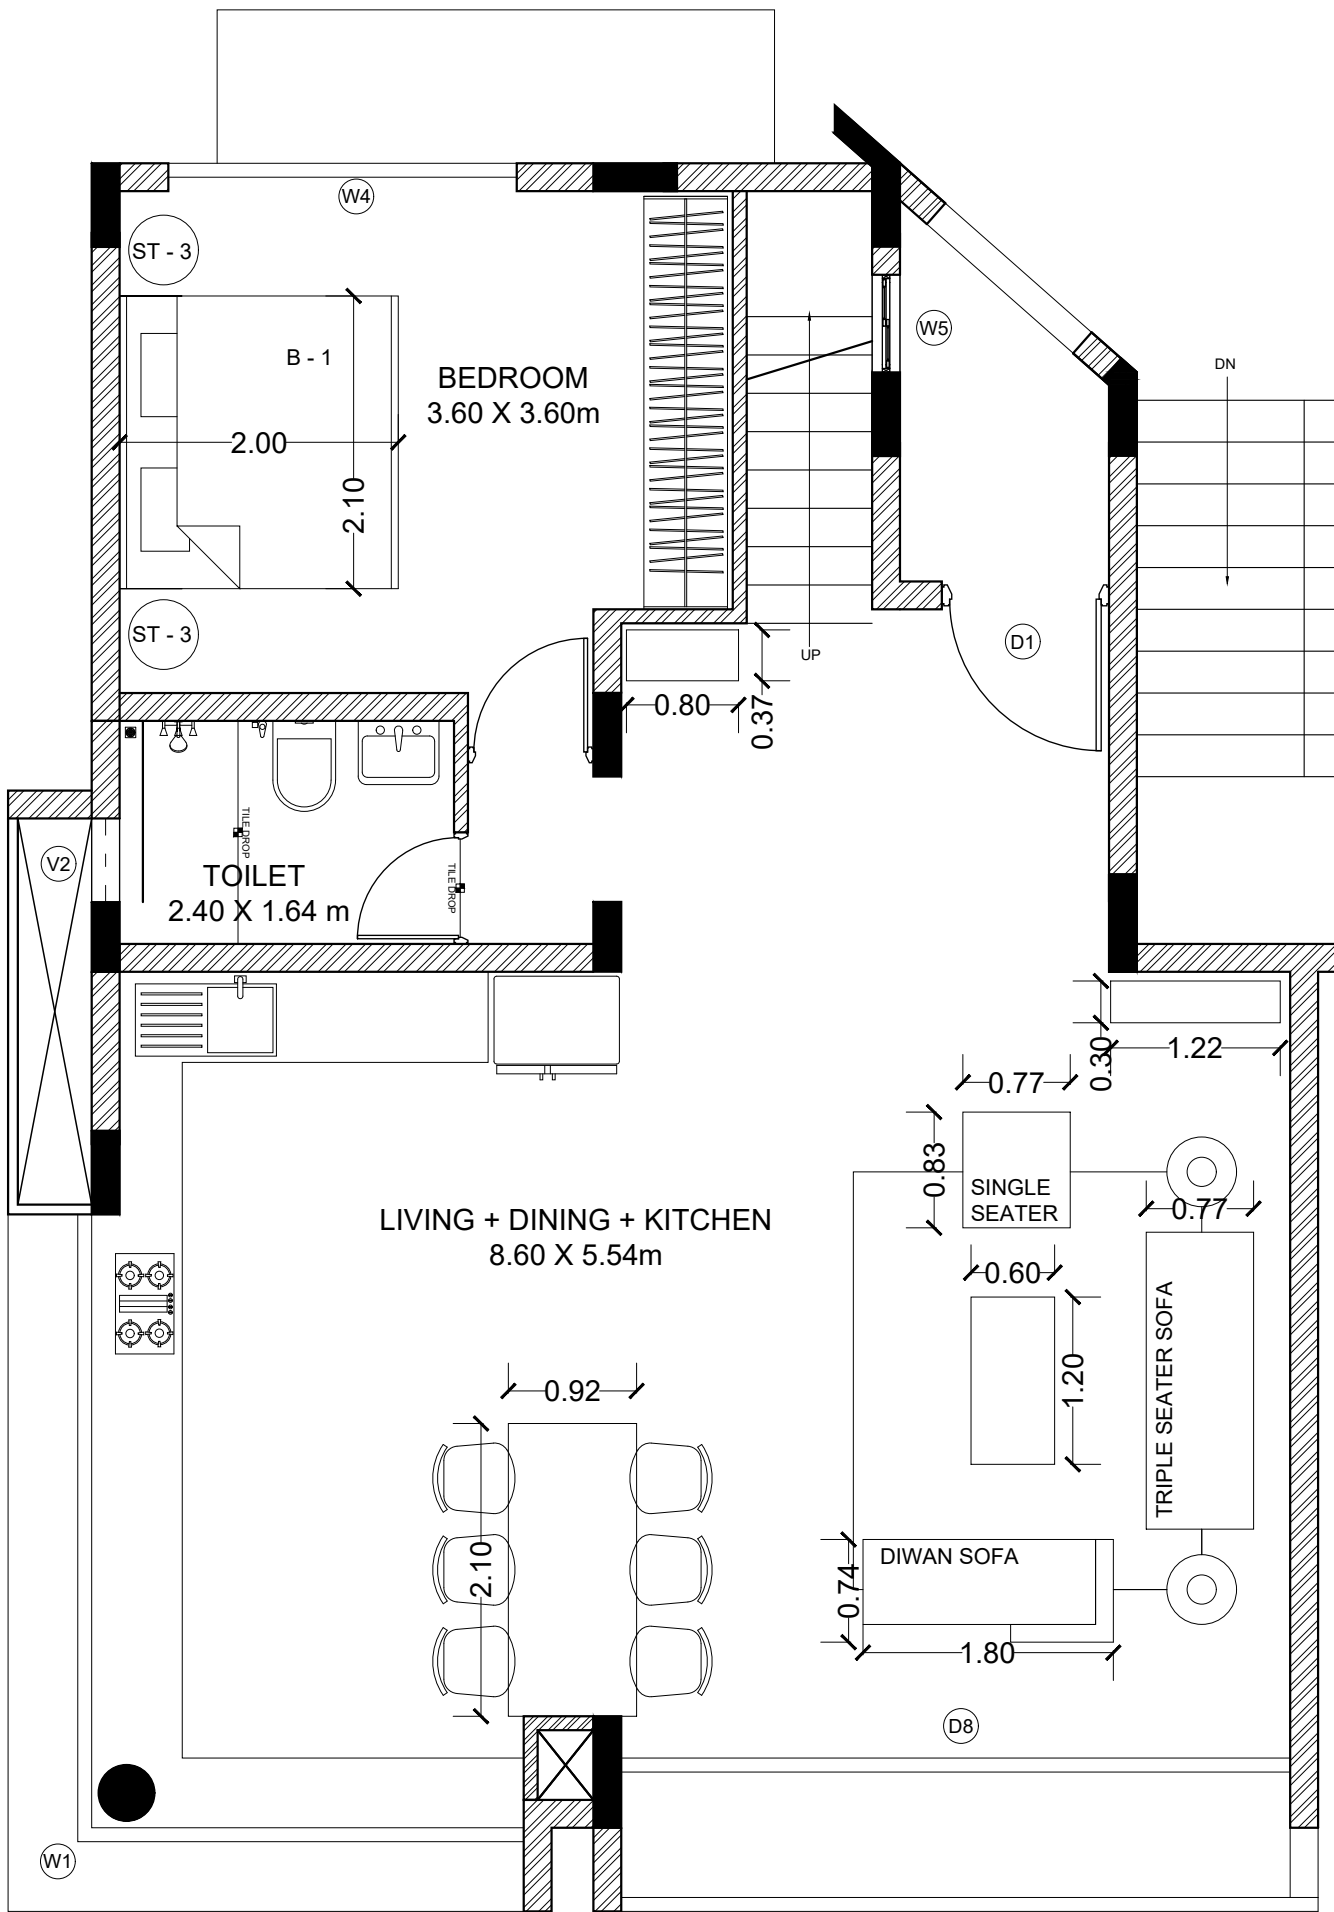 W4
ST - 3
W5
B - 1
BEDROOM
3.60 X 3.60m
DN
2.00
2.10
ST - 3
UP
D1
0.80
0.37
TILE DROP
V2
TOILET
2.40 X 1.64 m
TILE DROP
0.30
1.22
0.77
0.83
SINGLE
SEATER
0.77
LIVING + DINING + KITCHEN
8.60 X 5.54m
0.60
1.20
TRIPLE SEATER SOFA
0.92
2.10
DIWAN SOFA
0.74
1.80
D8
W1